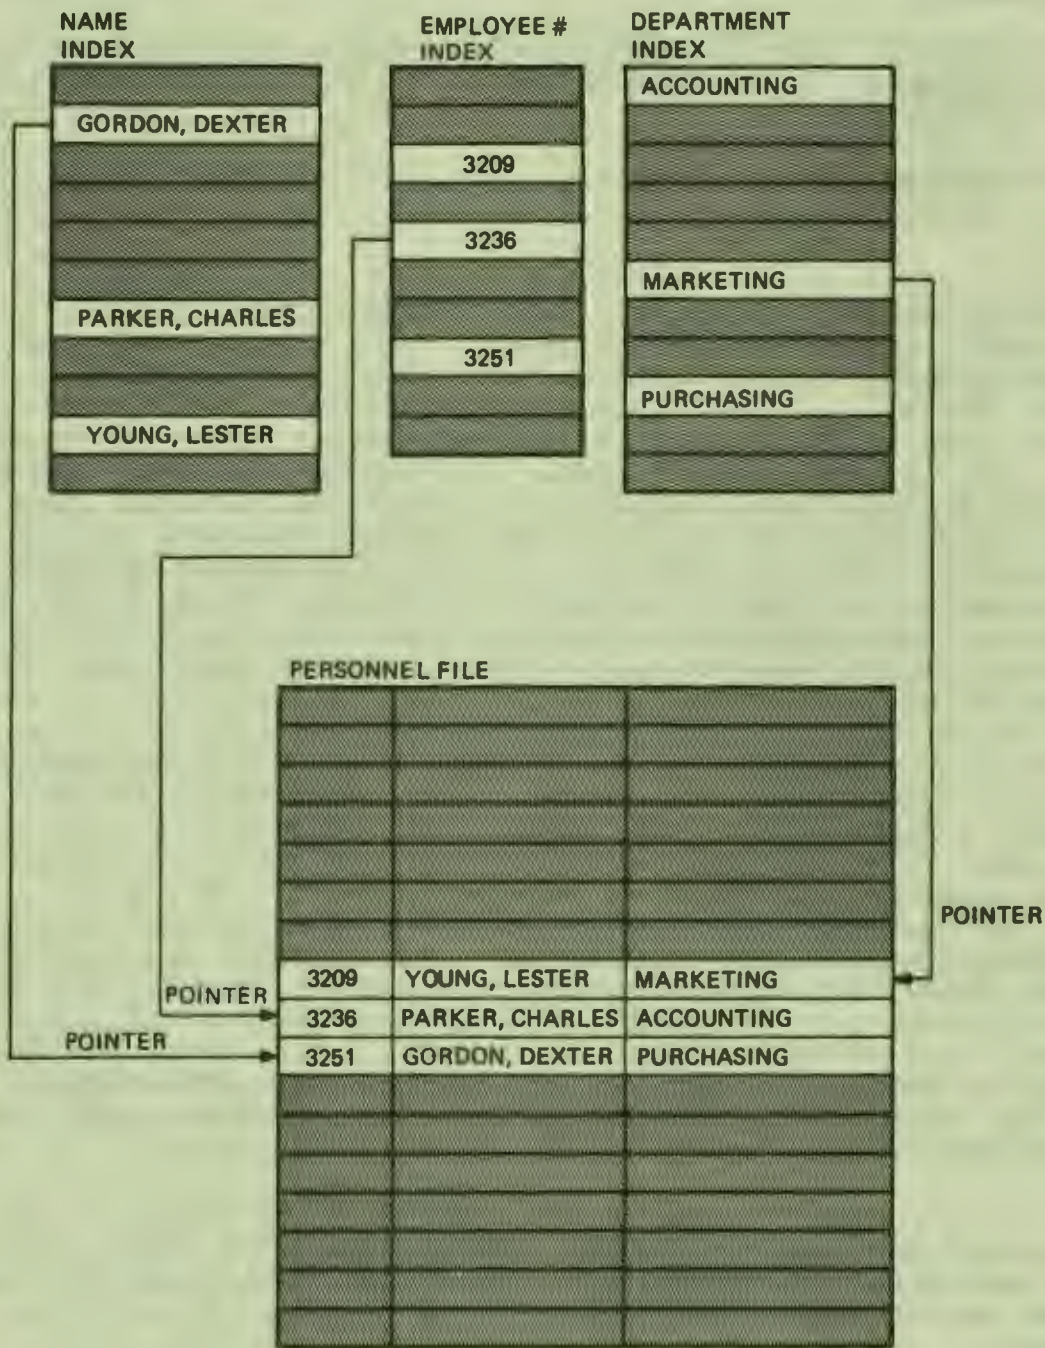 NAME
INDEX
GORDON, DEXTER
PARKER, CHARLES
YOUNG, LESTER
EMPLOYEE #
INDEX
3209
3236
3251
DEPARTMENT
INDEX
ACCOUNTING
MARKETING
PURCHASING
PERSONNEL FILE
3209 YOUNG, LESTER MARKETING
3236 PARKER, CHARLES ACCOUNTING
3251 GORDON, DEXTER PURCHASING
POINTER
POINTER
POINTER